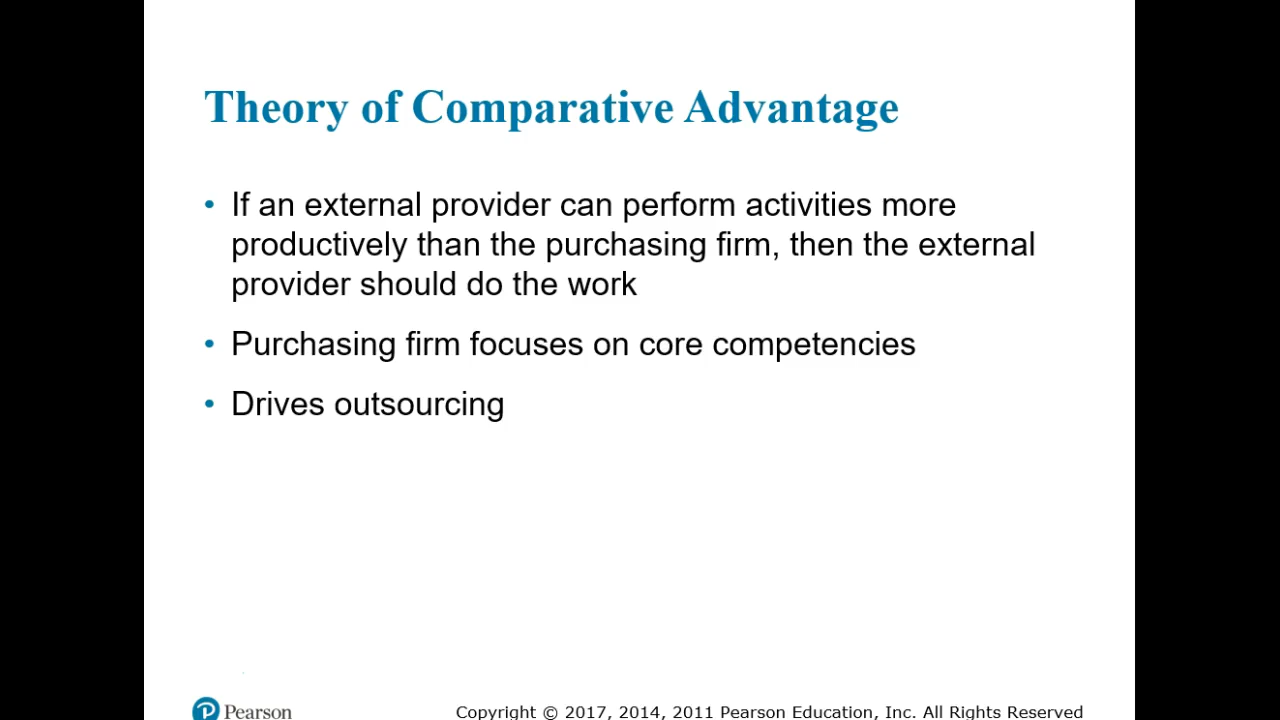 Theory of Comparative Advantage
• If an external provider can perform activities more
productively than the purchasing firm, then the external
provider should do the work
• Purchasing firm focuses on core competencies
• Drives outsourcing
Pearson
Copyright © 2017, 2014, 2011 Pearson Education, Inc. All Rights Reserved